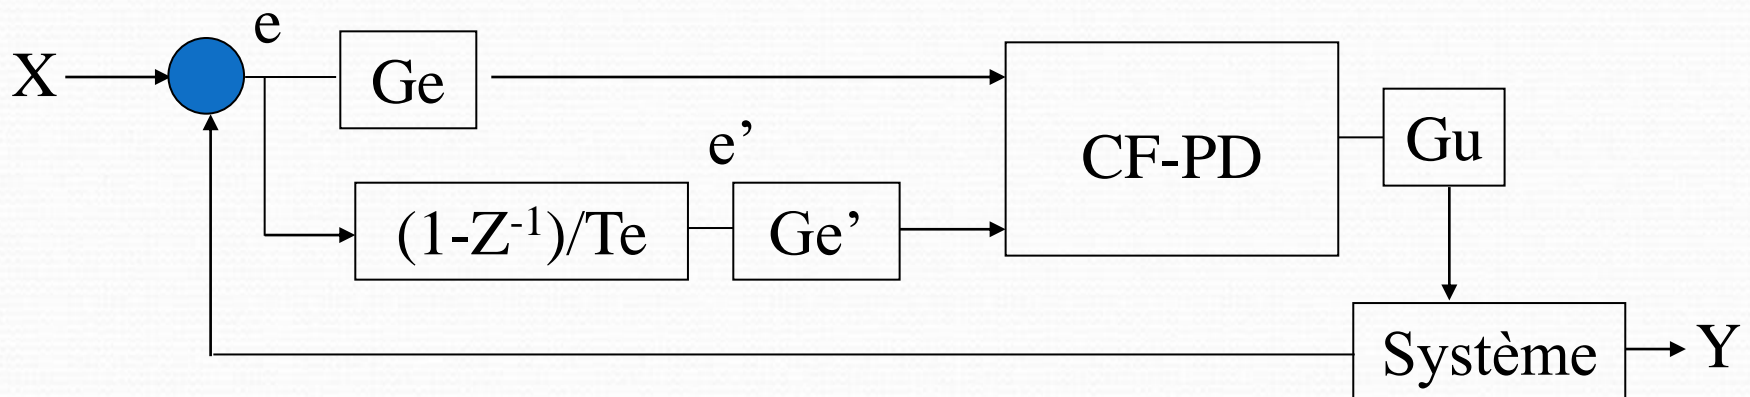 e
X
Ge
e’
CF-PD
Gu
(1-Z⁻¹)/Te
Ge’
Système
Y